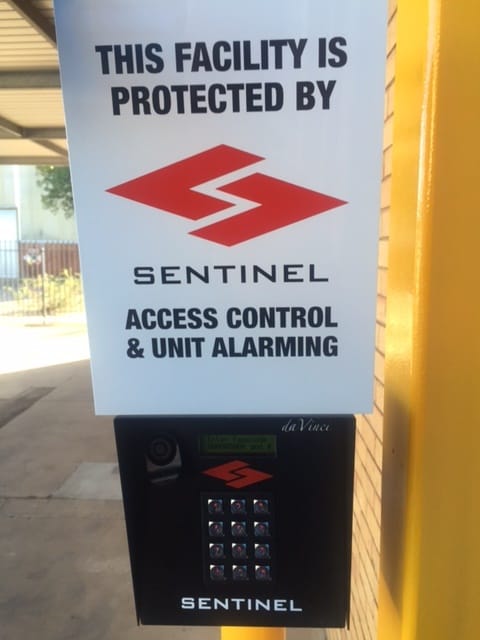 THIS FACILITY IS
PROTECTED BY
SENTINEL
ACCESS CONTROL
& UNIT ALARMING
daVinci
SENTINEL